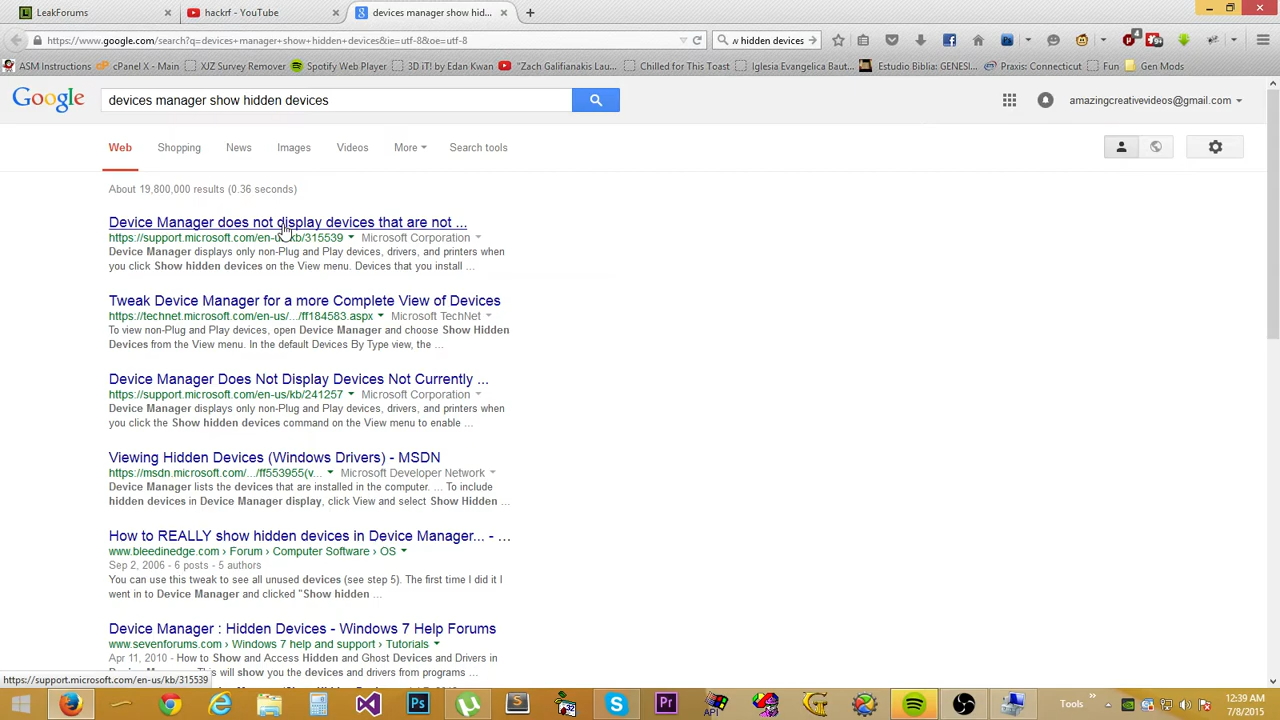 LeakForums
hackrf - YouTube
devices manager show hid...
https://www.google.com/search?q=devices+manager+show+hidden+devices&ie=utf-8&oe=utf-8
w hidden devices
ASM Instructions
cPanel X - Main
XJZ Survey Remover
Spotify Web Player
3D iT! by Edan Kwan
"Zach Galifianakis Lau...
Chilled for This Toast
Iglesia Evangelica Baut...
Estudio Biblia: GENESI...
Praxis: Connecticut
Fun
Gen Mods
Google
devices manager show hidden devices
amazingcreativevideos@gmail.com
Web
Shopping
News
Images
Videos
More
Search tools
About 19,800,000 results (0.36 seconds)
Device Manager does not display devices that are not ...
https://support.microsoft.com/en-us/kb/315539 Microsoft Corporation
Device Manager displays only non-Plug and Play devices, drivers, and printers when
you click Show hidden devices on the View menu. Devices that you install ...
Tweak Device Manager for a more Complete View of Devices
https://technet.microsoft.com/en-us/.../ff184583.aspx Microsoft TechNet
To view non-Plug and Play devices, open Device Manager and choose Show Hidden
Devices from the View menu. In the default Devices By Type view, the ...
Device Manager Does Not Display Devices Not Currently ...
https://support.microsoft.com/en-us/kb/241257 Microsoft Corporation
Device Manager displays only non-Plug and Play devices, drivers, and printers when
you click the Show hidden devices command on the View menu to enable ...
Viewing Hidden Devices (Windows Drivers) - MSDN
https://msdn.microsoft.com/.../ff553955(v... Microsoft Developer Network
Device Manager lists the devices that are installed in the computer. ... To include
hidden devices in Device Manager display, click View and select Show Hidden ...
How to REALLY show hidden devices in Device Manager... - ...
www.bleedinedge.com › Forum › Computer Software › OS
Sep 2, 2006 - 6 posts - 5 authors
You can use this tweak to see all unused devices (see step 5). The first time I did it I
went in to Device Manager and clicked "Show hidden ...
Device Manager : Hidden Devices - Windows 7 Help Forums
www.sevenforums.com › Windows 7 help and support › Tutorials
Apr 11, 2010 - How to Show and Access Hidden and Ghost Devices and Drivers in
This will show you the devices and drivers from programs ...
https://support.microsoft.com/en-us/kb/315539
API
Tools
12:39 AM
7/8/2015